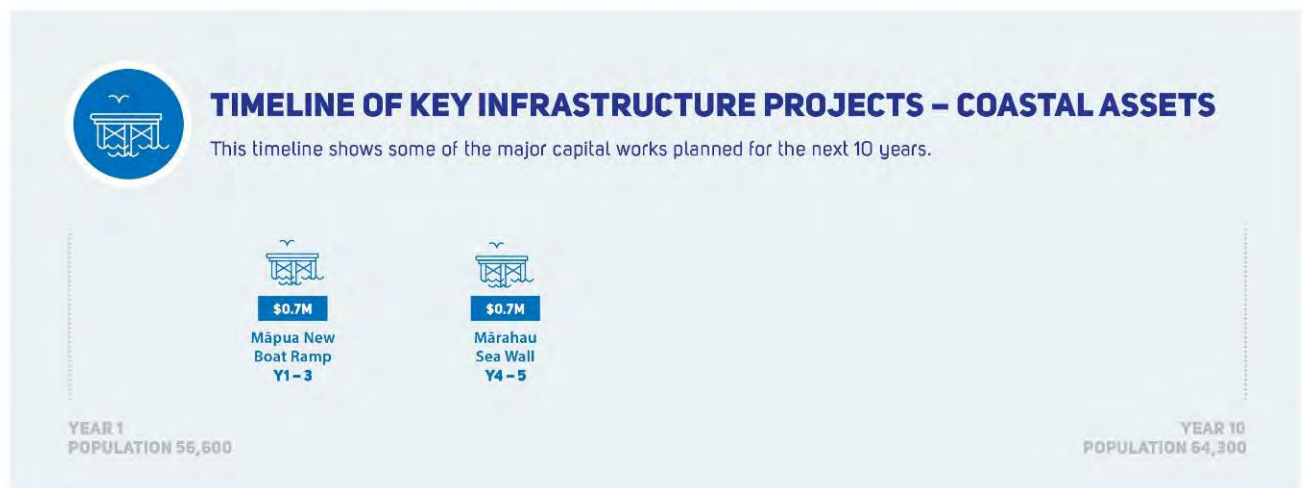 TIMELINE OF KEY INFRASTRUCTURE PROJECTS – COASTAL ASSETS
This timeline shows some of the major capital works planned for the next 10 years.
$0.7M
Māpua New
Boat Ramp
Y1 – 3
$0.7M
Mārahau
Sea Wall
Y4 – 5
YEAR 1
POPULATION 56,600
YEAR 10
POPULATION 64,300